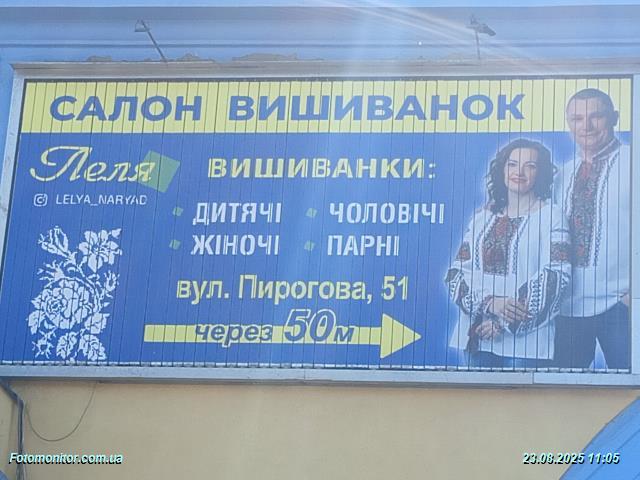 САЛОН ВИШИВАНОК
Леля
LELYA_NARYAD
ВИШИВАНКИ:
ДИТЯЧІ ЧОЛОВІЧІ
ЖІНОЧІ ПАРНІ
вул. Пирогова, 51
через 50м
Fotomonitor.com.ua
23.08.2025 11:05